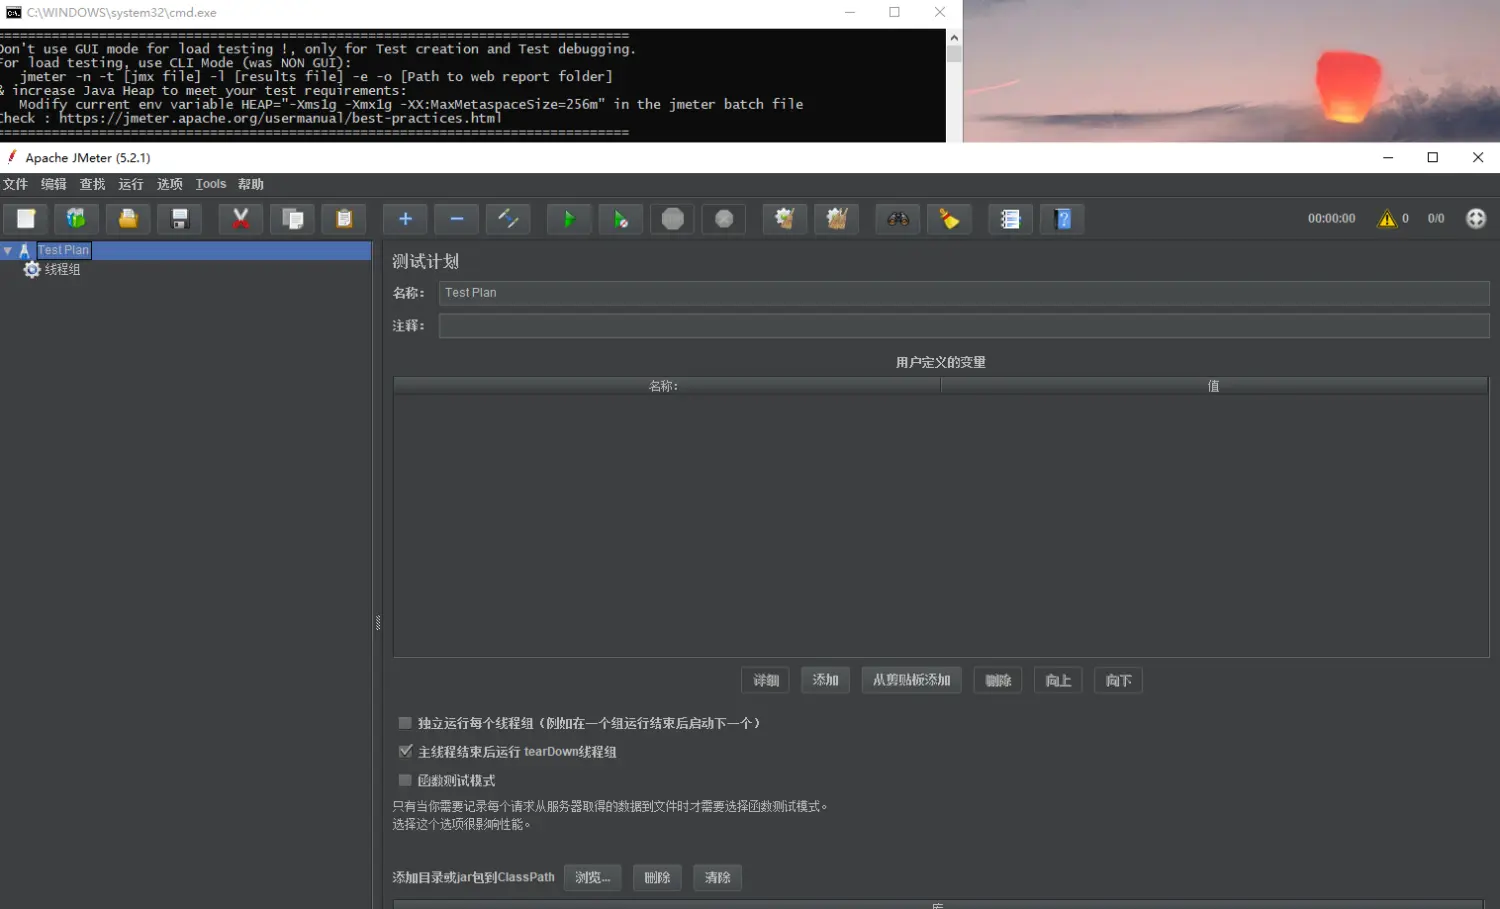 C:\WINDOWS\system32\cmd.exe
================================================================================
Don't use GUI mode for load testing !, only for Test creation and Test debugging.
For load testing, use CLI Mode (was NON GUI):
jmeter -n -t [jmx file] -l [results file] -e -o [Path to web report folder]
& increase Java Heap to meet your test requirements:
Modify current env variable HEAP="-Xms1g -Xmx1g -XX:MaxMetaspaceSize=256m" in the jmeter batch file
Check : https://jmeter.apache.org/usermanual/best-practices.html
================================================================================
Apache JMeter (5.2.1)
文件 编辑 查找 运行 选项 Tools 帮助
00:00:00 0 0/0
Test Plan
线程组
测试计划
名称: Test Plan
注释:
用户定义的变量
名称: 值
详细 添加 从剪贴板添加 删除 向上 向下
独立运行每个线程组（例如在一个组运行结束后启动下一个）
主线程结束后运行 tearDown线程组
函数测试模式
只有当你需要记录每个请求从服务器取得的数据到文件时才需要选择函数测试模式。
选择这个选项很影响性能。
添加目录或jar包到ClassPath 浏览... 删除 清除
库